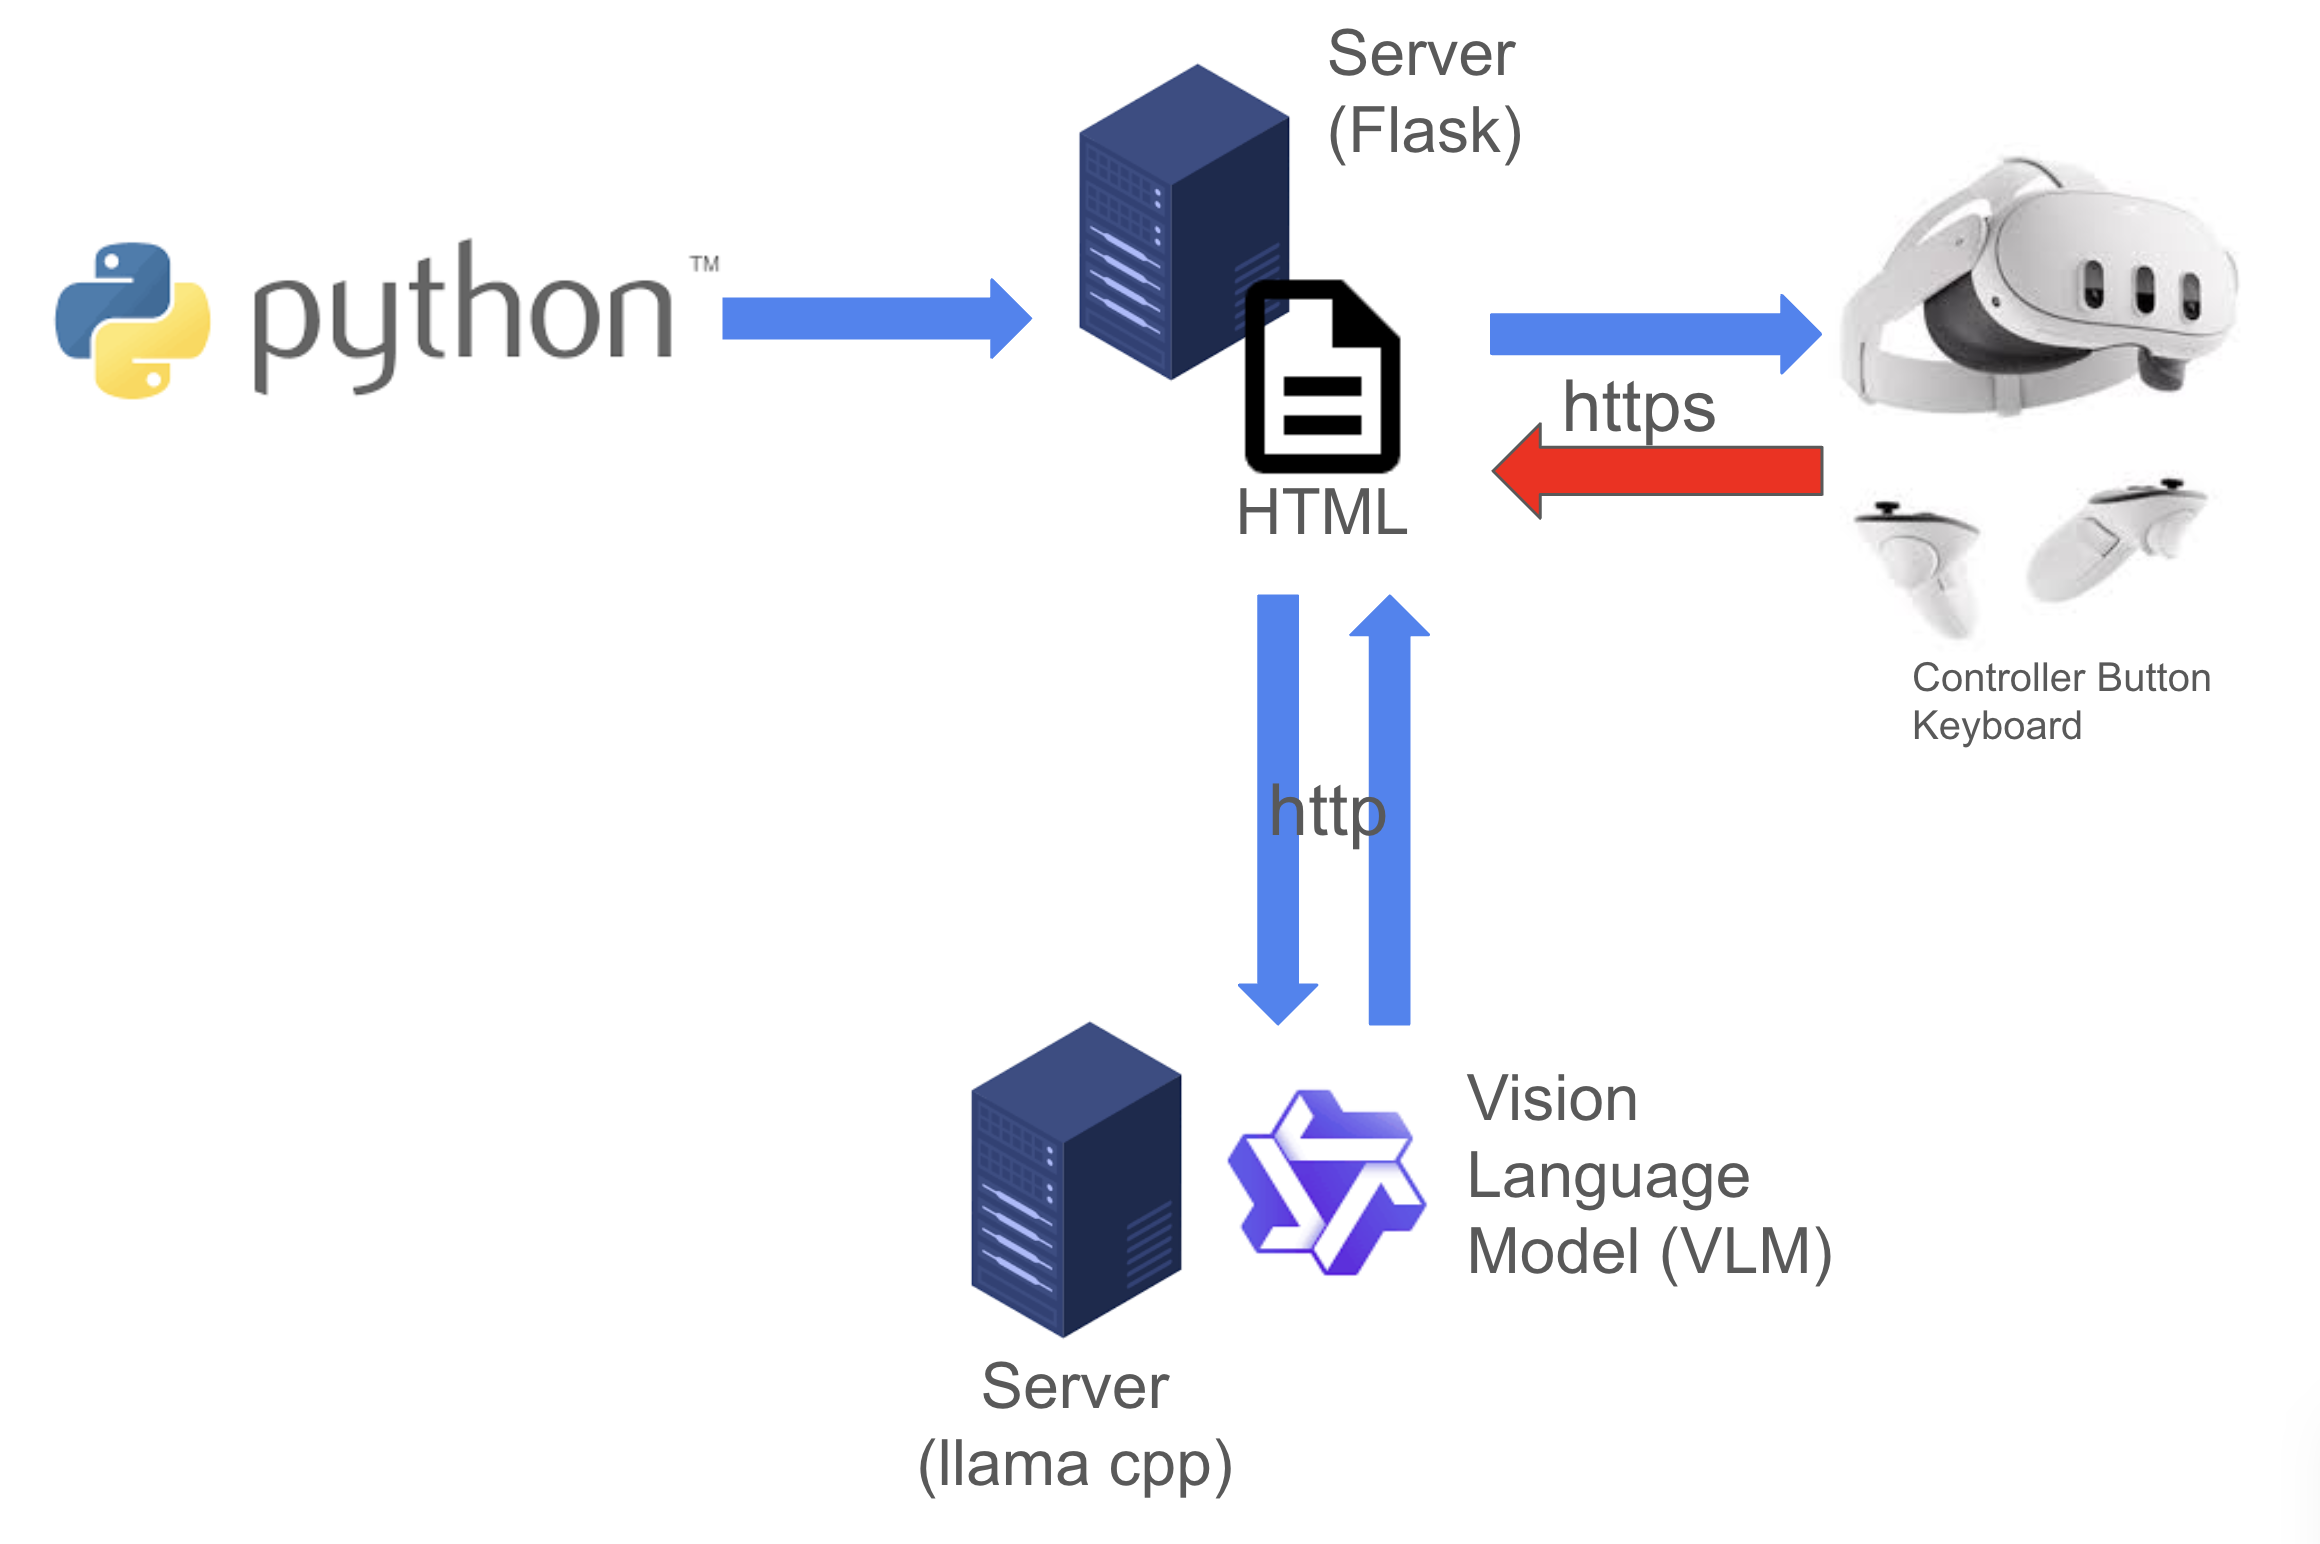 Server
(Flask)
python™
https
HTML
Controller Button
Keyboard
http
Vision
Language
Model (VLM)
Server
(llama cpp)